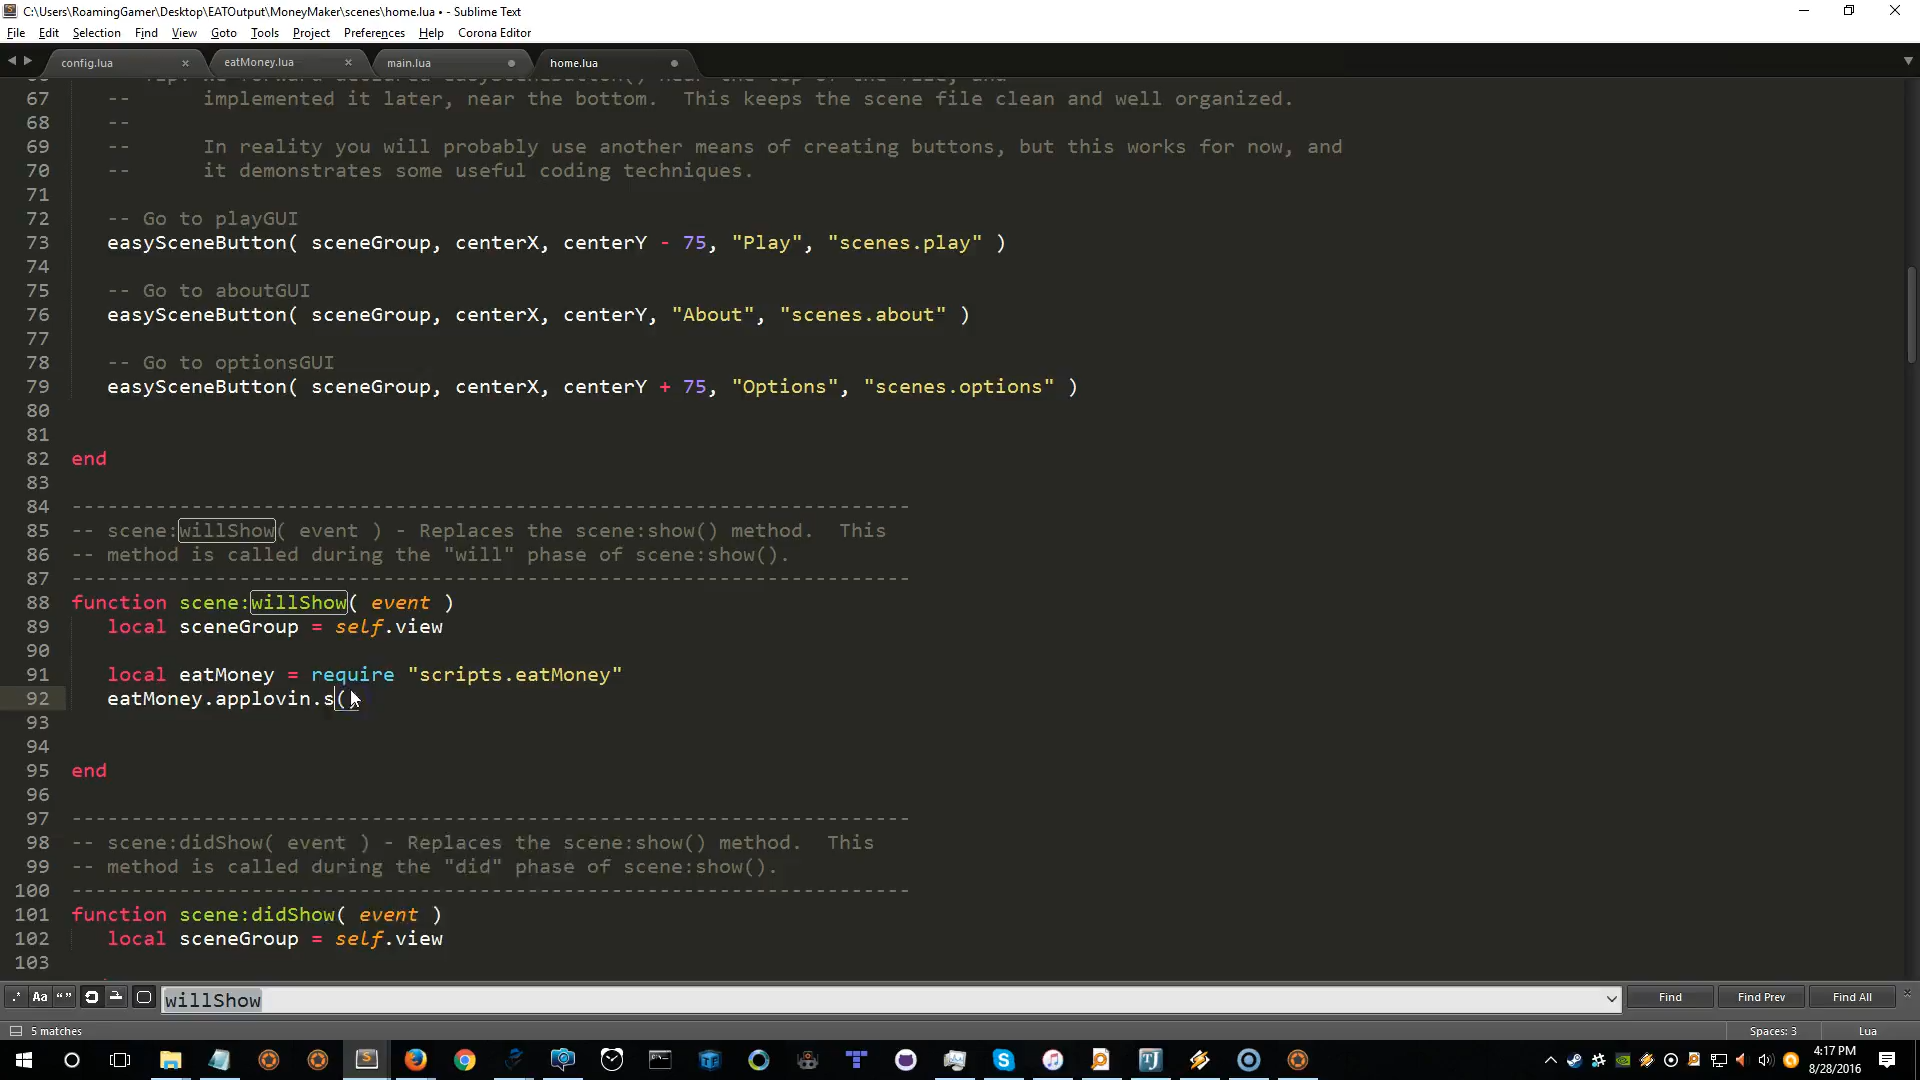 C:\Users\RoamingGamer\Desktop\EATOutput\MoneyMaker\scenes\home.lua • - Sublime Text
File Edit Selection Find View Goto Tools Project Preferences Help Corona Editor
config.lua × eatMoney.lua × main.lua home.lua
67 -- implemented it later, near the bottom. This keeps the scene file clean and well organized.
68 --
69 -- In reality you will probably use another means of creating buttons, but this works for now, and
70 -- it demonstrates some useful coding techniques.
71
72 -- Go to playGUI
73 easySceneButton( sceneGroup, centerX, centerY - 75, "Play", "scenes.play" )
74
75 -- Go to aboutGUI
76 easySceneButton( sceneGroup, centerX, centerY, "About", "scenes.about" )
77
78 -- Go to optionsGUI
79 easySceneButton( sceneGroup, centerX, centerY + 75, "Options", "scenes.options" )
80
81
82 end
83
84 ----------------------------------------------------------------------
85 -- scene:willShow( event ) - Replaces the scene:show() method. This
86 -- method is called during the "will" phase of scene:show().
87 ----------------------------------------------------------------------
88 function scene:willShow( event )
89 local sceneGroup = self.view
90
91 local eatMoney = require "scripts.eatMoney"
92 eatMoney.applovin.s()
93
94
95 end
96
97 ----------------------------------------------------------------------
98 -- scene:didShow( event ) - Replaces the scene:show() method. This
99 -- method is called during the "did" phase of scene:show().
100 ----------------------------------------------------------------------
101 function scene:didShow( event )
102 local sceneGroup = self.view
103
.* Aa “” willShow Find Find Prev Find All
5 matches Spaces: 3 Lua
4:17 PM
8/28/2016